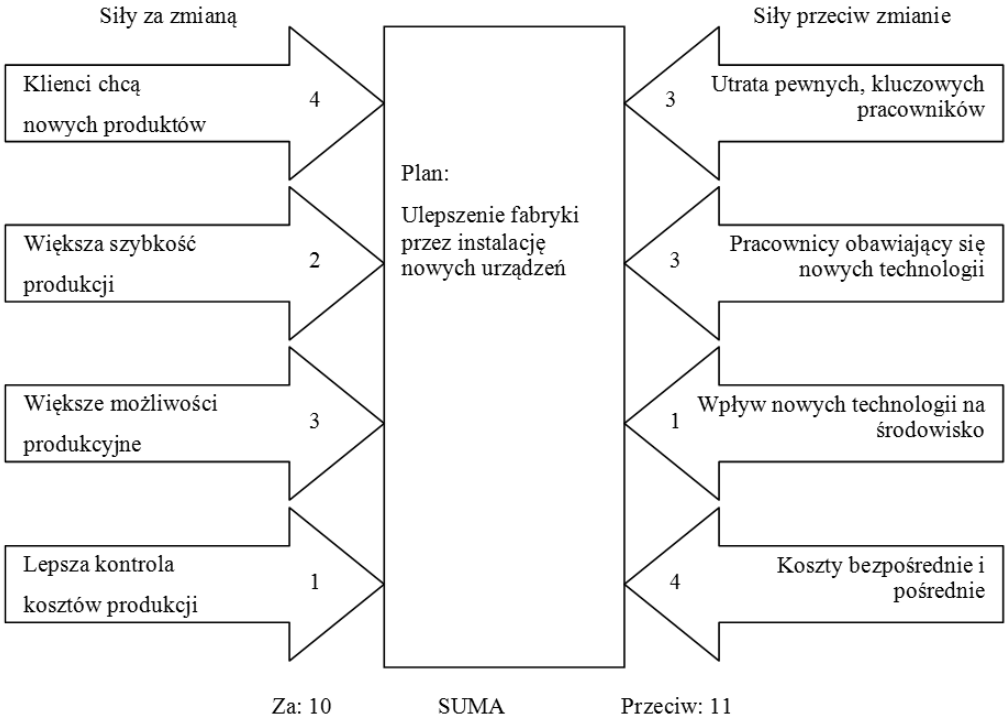 Siły za zmianą
Siły przeciw zmianie
Klienci chcą
nowych produktów
4
3
Utrata pewnych, kluczowych
pracowników
Plan:
Ulepszenie fabryki
przez instalację
nowych urządzeń
Większa szybkość
produkcji
2
3
Pracownicy obawiający się
nowych technologii
Większe możliwości
produkcyjne
3
1
Wpływ nowych technologii na
środowisko
Lepsza kontrola
kosztów produkcji
1
4
Koszty bezpośrednie i
pośrednie
Za: 10
SUMA
Przeciw: 11